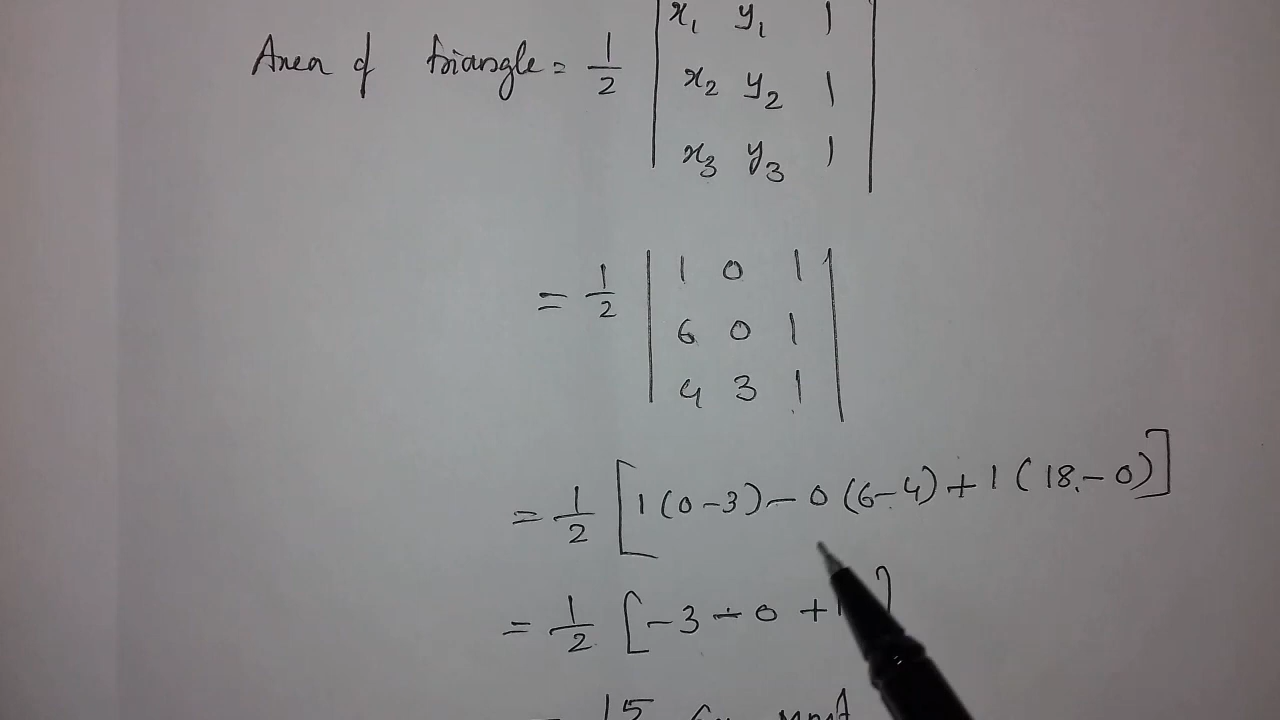 Area of triangle = 1/2 | x₁ y₁ 1 |
| x₂ y₂ 1 |
| x₃ y₃ 1 |
= 1/2 | 1 0 1 |
| 6 0 1 |
| 4 3 1 |
= 1/2 [1(0-3)-0(6-4)+1(18-0)]
= 1/2 [-3-0+1 ]
15